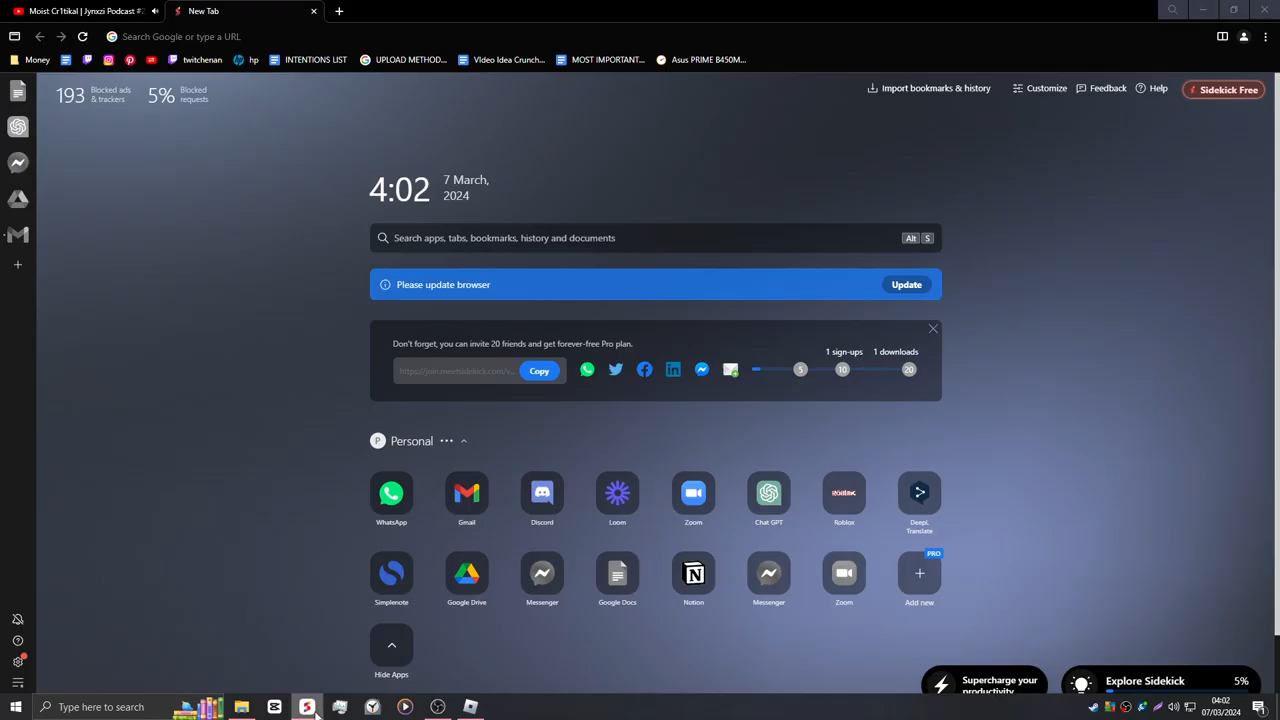 Moist Cr1tikal | Jynxzi Podcast #2
New Tab
Search Google or type a URL
Money
twitchenan
hp
INTENTIONS LIST
UPLOAD METHOD...
VIdeo Idea Crunch...
MOST IMPORTANT...
Asus PRIME B450M...
193 Blocked ads
& trackers
5% Blocked
requests
Import bookmarks & history
Customize
Feedback
Help
Sidekick Free
4:02
7 March,
2024
Search apps, tabs, bookmarks, history and documents
Alt S
Please update browser
Update
Don't forget, you can invite 20 friends and get forever-free Pro plan.
1 sign-ups
1 downloads
https://join.meetsidekick.com/v...
Copy
5
10
20
P Personal
ROBLOX
WhatsApp
Gmail
Discord
Loom
Zoom
Chat GPT
Roblox
DeepL
Translate
PRO
Simplenote
Google Drive
Messenger
Google Docs
Notion
Messenger
Zoom
Add new
Hide Apps
Supercharge your
productivity
Explore Sidekick
5%
Type here to search
04:02
07/03/2024